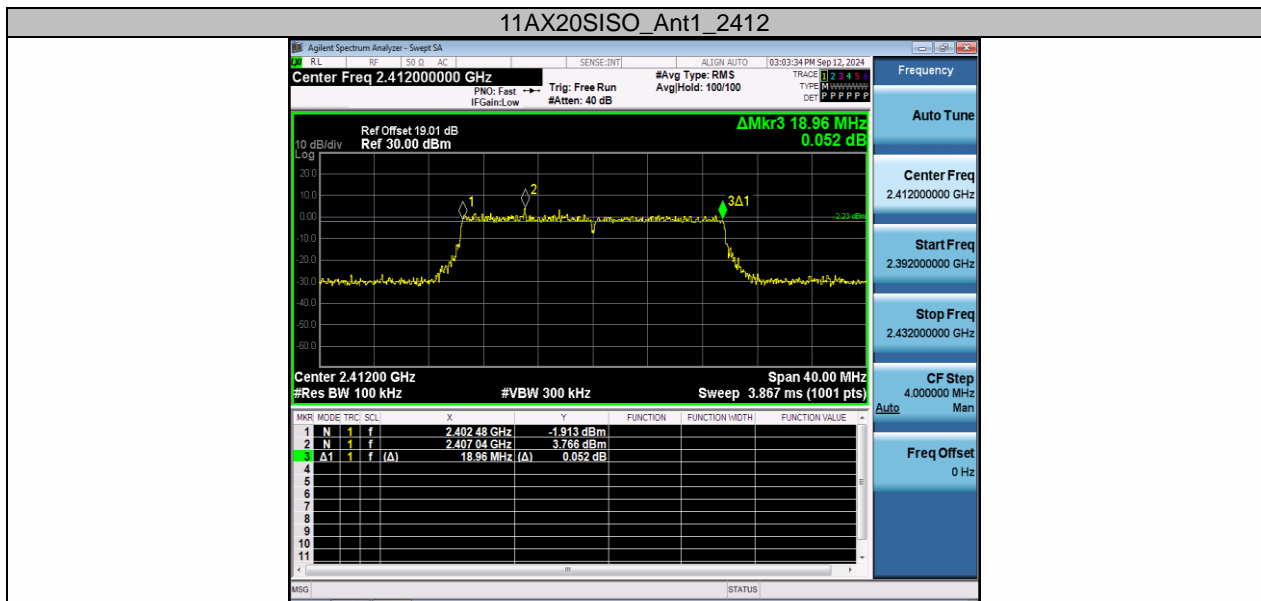 11AX20SISO_Ant1_2412
Agilent Spectrum Analyzer - Swept SA
RL RF 50 Ω AC SENSE:INT ALIGN AUTO 03:03:34 PM Sep 12, 2024
Center Freq 2.412000000 GHz
PNO: Fast
IFGain:Low
Trig: Free Run
#Atten: 40 dB
#Avg Type: RMS
Avg|Hold: 100/100
TRACE 1 2 3 4 5 6
TYPE M WWWWW
DET P P P P P P
Ref Offset 19.01 dB
Ref 30.00 dBm
10 dB/div
Log
ΔMkr3 18.96 MHz
0.052 dB
20.0
10.0
0.00
-10.0
-20.0
-30.0
-40.0
-50.0
-60.0
1
2
3Δ1
-2.23 dBm
Center 2.41200 GHz
Span 40.00 MHz
#Res BW 100 kHz
#VBW 300 kHz
Sweep 3.867 ms (1001 pts)
MKR MODE TRC SCL X Y FUNCTION FUNCTION WIDTH FUNCTION VALUE
1 N 1 f 2.402 48 GHz -1.913 dBm
2 N 1 f 2.407 04 GHz 3.766 dBm
3 Δ1 1 f (Δ) 18.96 MHz (Δ) 0.052 dB
4
5
6
7
8
9
10
11
MSG
STATUS
Frequency
Auto Tune
Center Freq
2.412000000 GHz
Start Freq
2.392000000 GHz
Stop Freq
2.432000000 GHz
CF Step
4.000000 MHz
Auto Man
Freq Offset
0 Hz